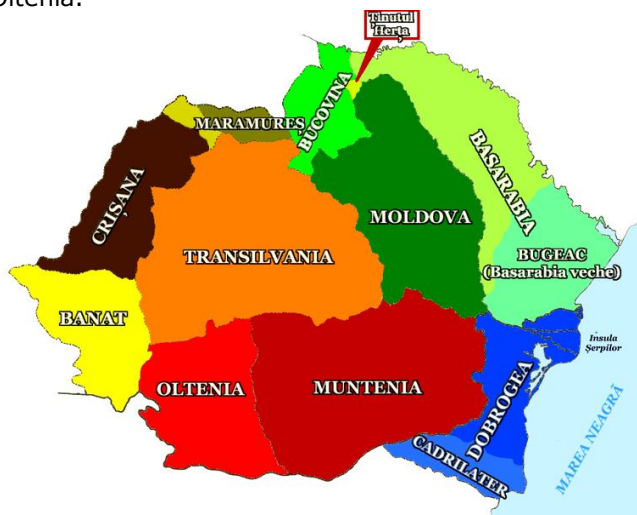 Oltenia.
Ținutul
Herța
MARAMUREȘ
BUCOVINA
BASARABIA
CRIȘANA
MOLDOVA
TRANSILVANIA
BUGEAC
(Basarabia veche)
BANAT
Insula
Șerpilor
OLTENIA
MUNTENIA
DOBROGEA
CADRILATER
MAREA NEAGRĂ